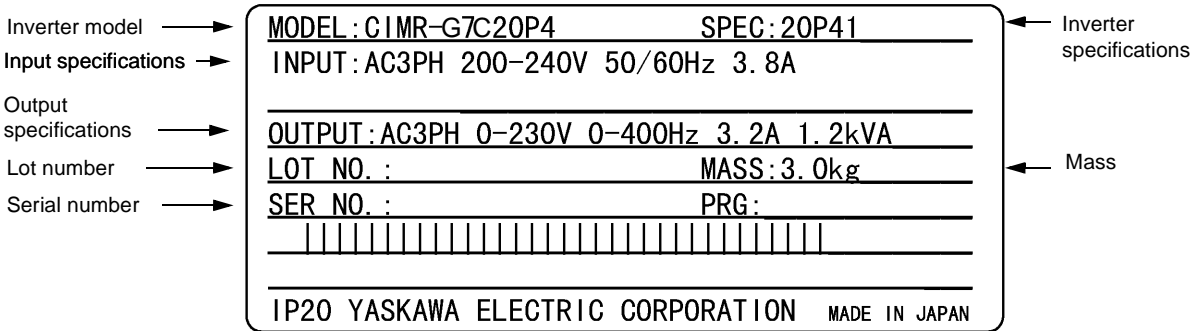 Inverter model
MODEL:CIMR-G7C20P4 SPEC:20P41
Inverter
specifications
Input specifications
INPUT:AC3PH 200-240V 50/60Hz 3.8A
Output
specifications
OUTPUT:AC3PH 0-230V 0-400Hz 3.2A 1.2kVA
Lot number
LOT NO.: MASS:3.0kg
Mass
Serial number
SER NO.: PRG:
IP20 YASKAWA ELECTRIC CORPORATION MADE IN JAPAN